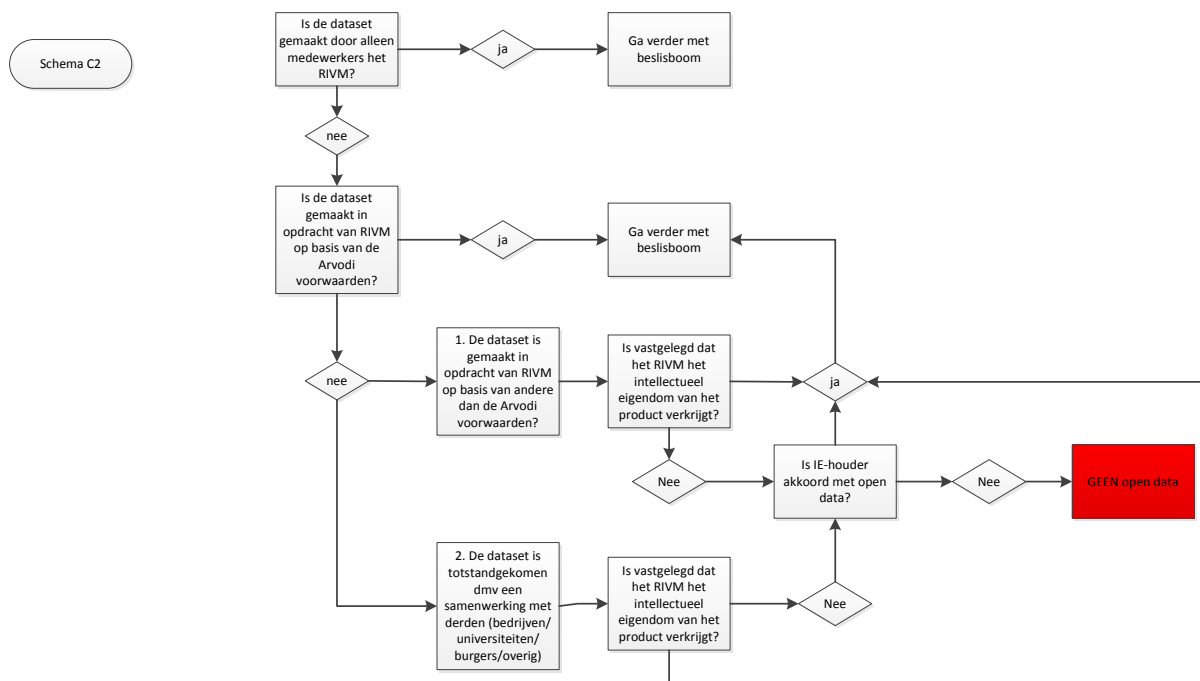 Schema C2
Is de dataset
gemaakt door alleen
medewerkers het
RIVM?
ja
Ga verder met
beslisboom
nee
Is de dataset
gemaakt in
opdracht van RIVM
op basis van de
Arvodi
voorwaarden?
ja
Ga verder met
beslisboom
nee
1. De dataset is
gemaakt in
opdracht van RIVM
op basis van andere
dan de Arvodi
voorwaarden?
Is vastgelegd dat
het RIVM het
intellectueel
eigendom van het
product verkrijgt?
ja
Nee
Is IE-houder
akkoord met open
data?
Nee
GEEN open data
2. De dataset is
totstandgekomen
dmv een
samenwerking met
derden (bedrijven/
universiteiten/
burgers/overig)
Is vastgelegd dat
het RIVM het
intellectueel
eigendom van het
product verkrijgt?
Nee